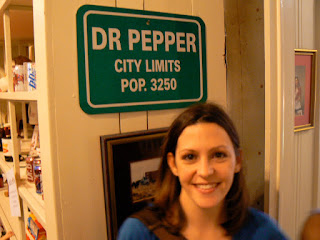 DR PEPPER
CITY LIMITS
POP. 3250